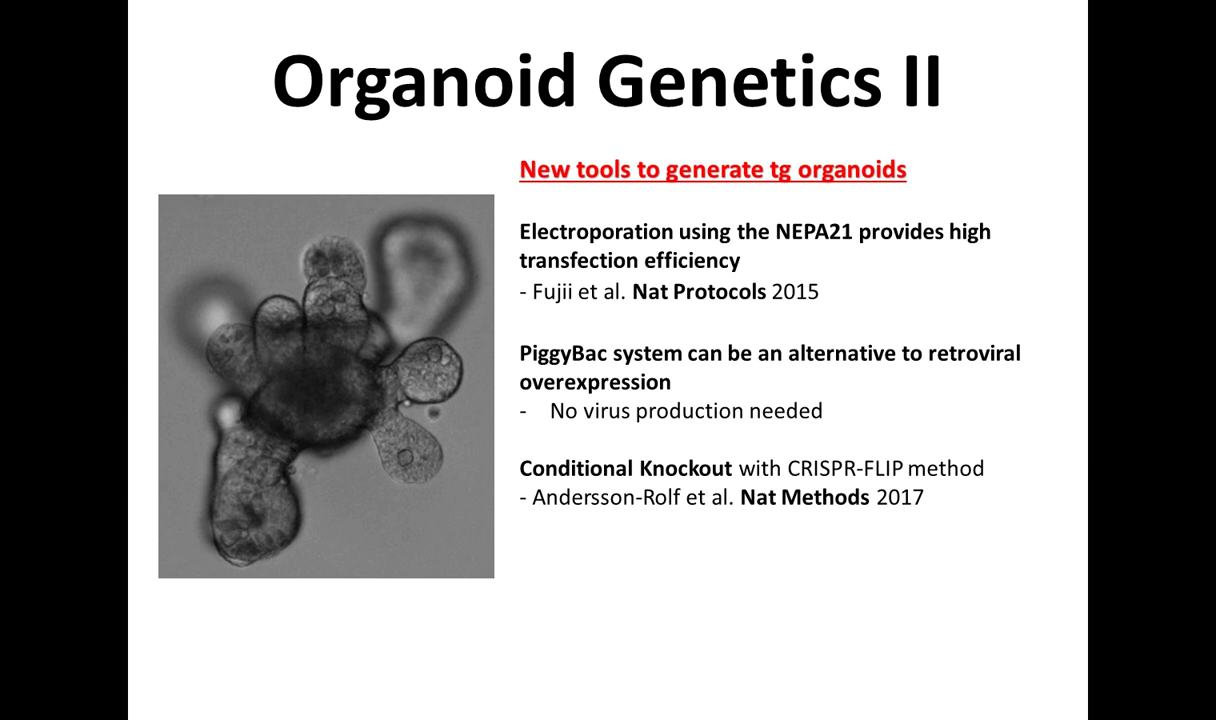 Organoid Genetics II
New tools to generate tg organoids
Electroporation using the NEPA21 provides high
transfection efficiency
- Fujii et al. Nat Protocols 2015
PiggyBac system can be an alternative to retroviral
overexpression
- No virus production needed
Conditional Knockout with CRISPR-FLIP method
- Andersson-Rolf et al. Nat Methods 2017